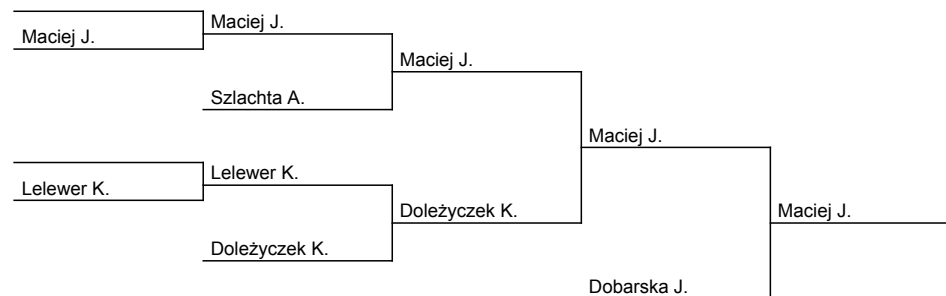 Maciej J.
Maciej J.
Maciej J.
Szlachta A.
Maciej J.
Lelewer K.
Lelewer K.
Doleżyczek K.
Maciej J.
Doleżyczek K.
Dobarska J.